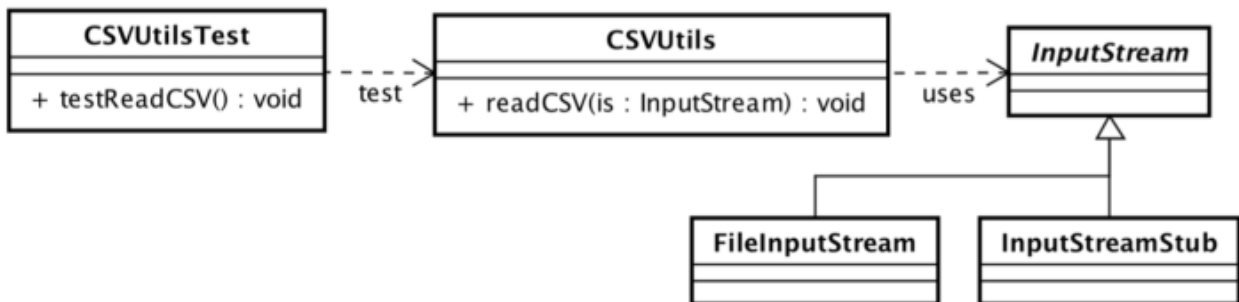 CSVUtilsTest
+ testReadCSV() : void
test
CSVUtils
+ readCSV(is : InputStream) : void
uses
InputStream
FileInputStream
InputStreamStub